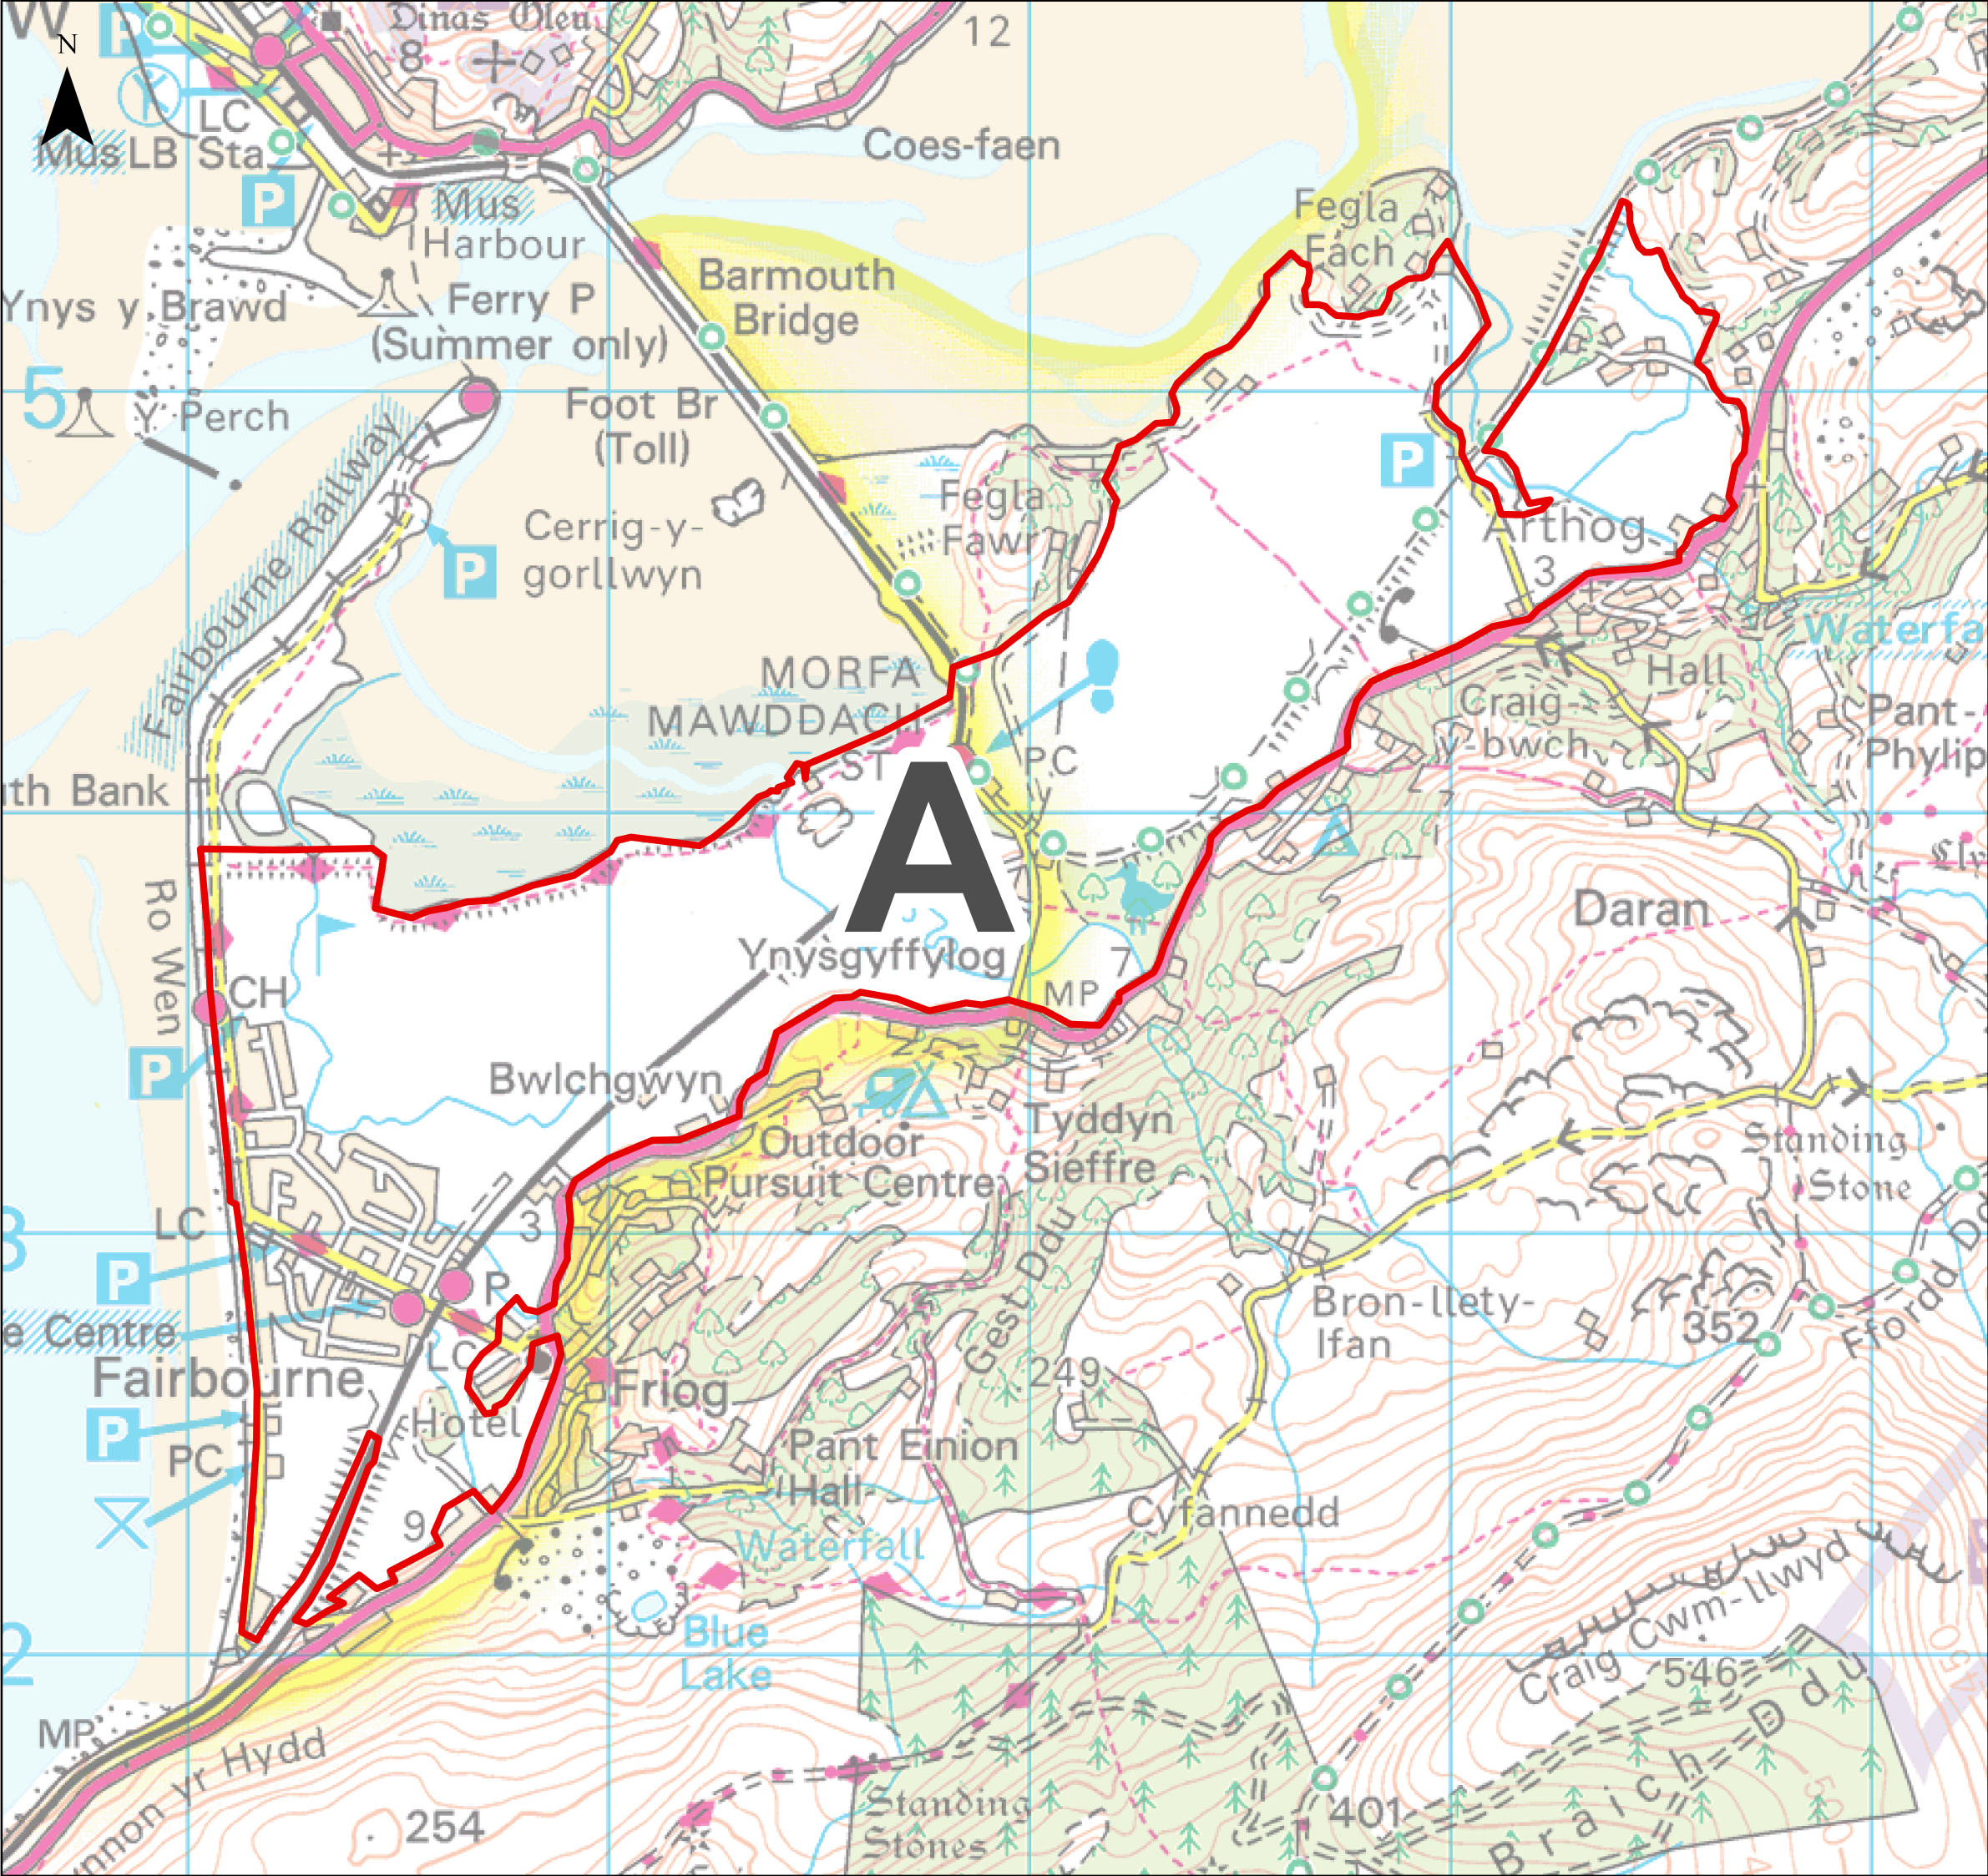 N
P
Dinas Oleu
8
12
LC
Mus
LB Sta
P
Mus
Harbour
Coes-faen
Fegla
Fach
Ynys y Brawd
Ferry P
(Summer only)
Barmouth
Bridge
5
Y Perch
Foot Br
(Toll)
P
Fairbourne Railway
Cerrig-y-
gorllwyn
P
Fegla
Fawr
Arthog
3
Waterfa
MORFA
MAWDDACH
STA
PC
Hall
Craig-
y-bwch
Pant-
Phylip
th Bank
Ro Wen
A
Daran
Ynysgyffylog
7
MP
CH
P
Bwlchgwyn
Outdoor
Pursuit Centre
Tyddyn
Sieffre
Standing
Stone
LC
3
P
P
e Centre
Gest Ddu
Bron-llety-
Ifan
352
Ffordd D
Fairbourne
LC
Friog
249
Hotel
P
PC
Pant Einion
Hall
9
Cyfannedd
Waterfall
Blue
Lake
2
Craig Cwm-llwyd
546
Braich Ddu
MP
nnon yr Hydd
254
Standing
Stones
401